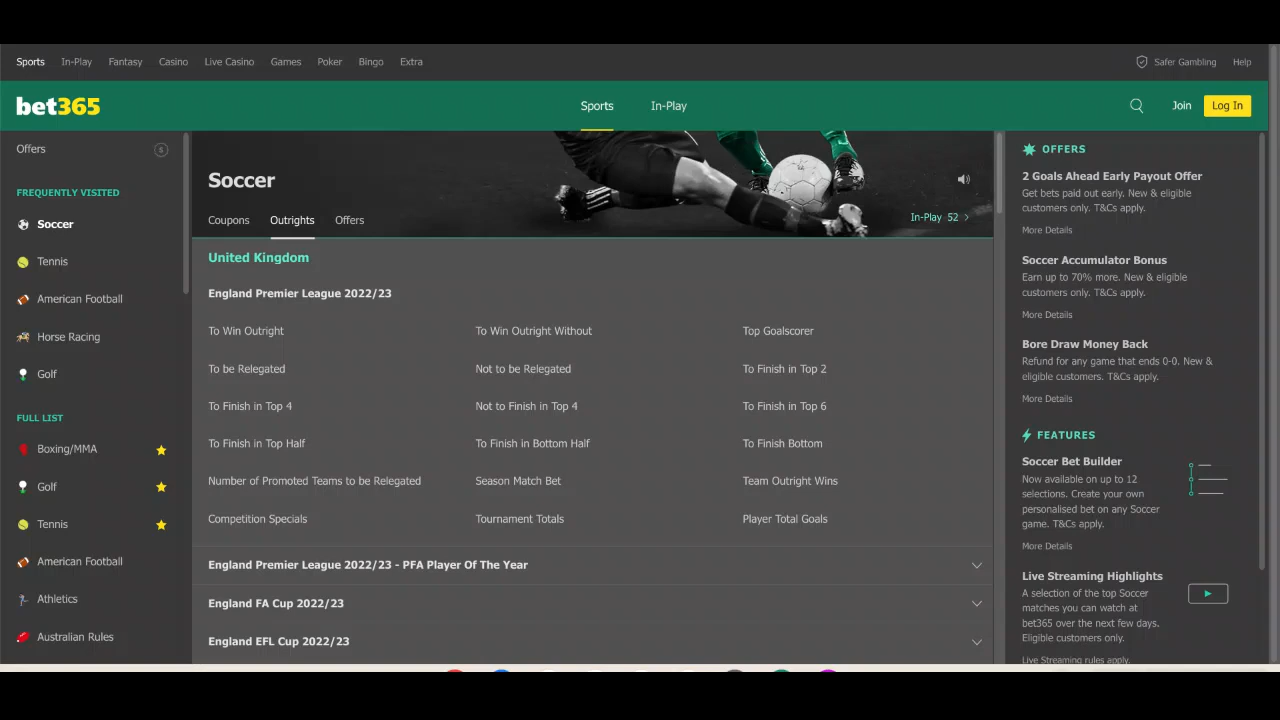 Sports In-Play Fantasy Casino Live Casino Games Poker Bingo Extra Safer Gambling Help
bet365 Sports In-Play Join Log In
Offers
FREQUENTLY VISITED
Soccer
Tennis
American Football
Horse Racing
Golf
FULL LIST
Boxing/MMA
Golf
Tennis
American Football
Athletics
Australian Rules
Soccer
Coupons Outrights Offers In-Play 52
United Kingdom
England Premier League 2022/23
To Win Outright To Win Outright Without Top Goalscorer
To be Relegated Not to be Relegated To Finish in Top 2
To Finish in Top 4 Not to Finish in Top 4 To Finish in Top 6
To Finish in Top Half To Finish in Bottom Half To Finish Bottom
Number of Promoted Teams to be Relegated Season Match Bet Team Outright Wins
Competition Specials Tournament Totals Player Total Goals
England Premier League 2022/23 - PFA Player Of The Year
England FA Cup 2022/23
England EFL Cup 2022/23
OFFERS
2 Goals Ahead Early Payout Offer
Get bets paid out early. New & eligible
customers only. T&Cs apply.
More Details
Soccer Accumulator Bonus
Earn up to 70% more. New & eligible
customers only. T&Cs apply.
More Details
Bore Draw Money Back
Refund for any game that ends 0-0. New &
eligible customers. T&Cs apply.
More Details
FEATURES
Soccer Bet Builder
Now available on up to 12
selections. Create your own
personalised bet on any Soccer
game. T&Cs apply.
More Details
Live Streaming Highlights
A selection of the top Soccer
matches you can watch at
bet365 over the next few days.
Eligible customers only.
Live Streaming rules apply.